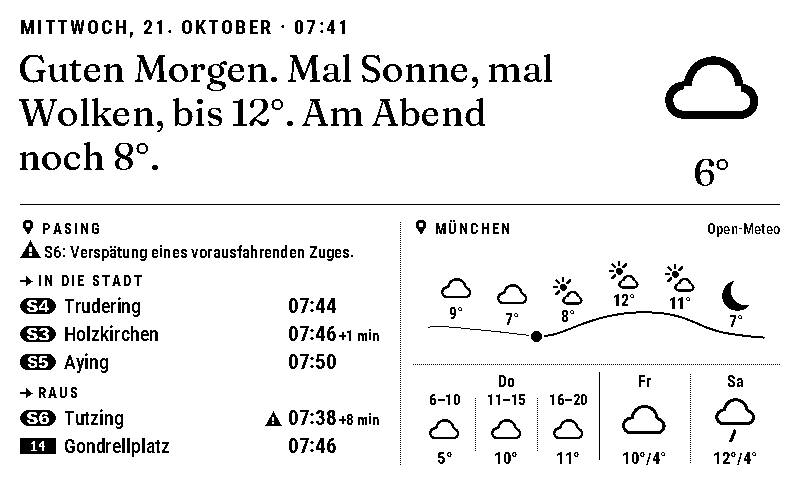 MITTWOCH, 21. OKTOBER · 07:41
Guten Morgen. Mal Sonne, mal
Wolken, bis 12°. Am Abend
noch 8°.
6°
PASING
S6: Verspätung eines vorausfahrenden Zuges.
IN DIE STADT
S4 Trudering 07:44
S3 Holzkirchen 07:46 +1 min
S5 Aying 07:50
RAUS
S6 Tutzing 07:38 +8 min
14 Gondrellplatz 07:46
MÜNCHEN Open-Meteo
9° 7° 8° 12° 11° 7°
Do Fr Sa
6–10 11–15 16–20
5° 10° 11° 10°/4° 12°/4°